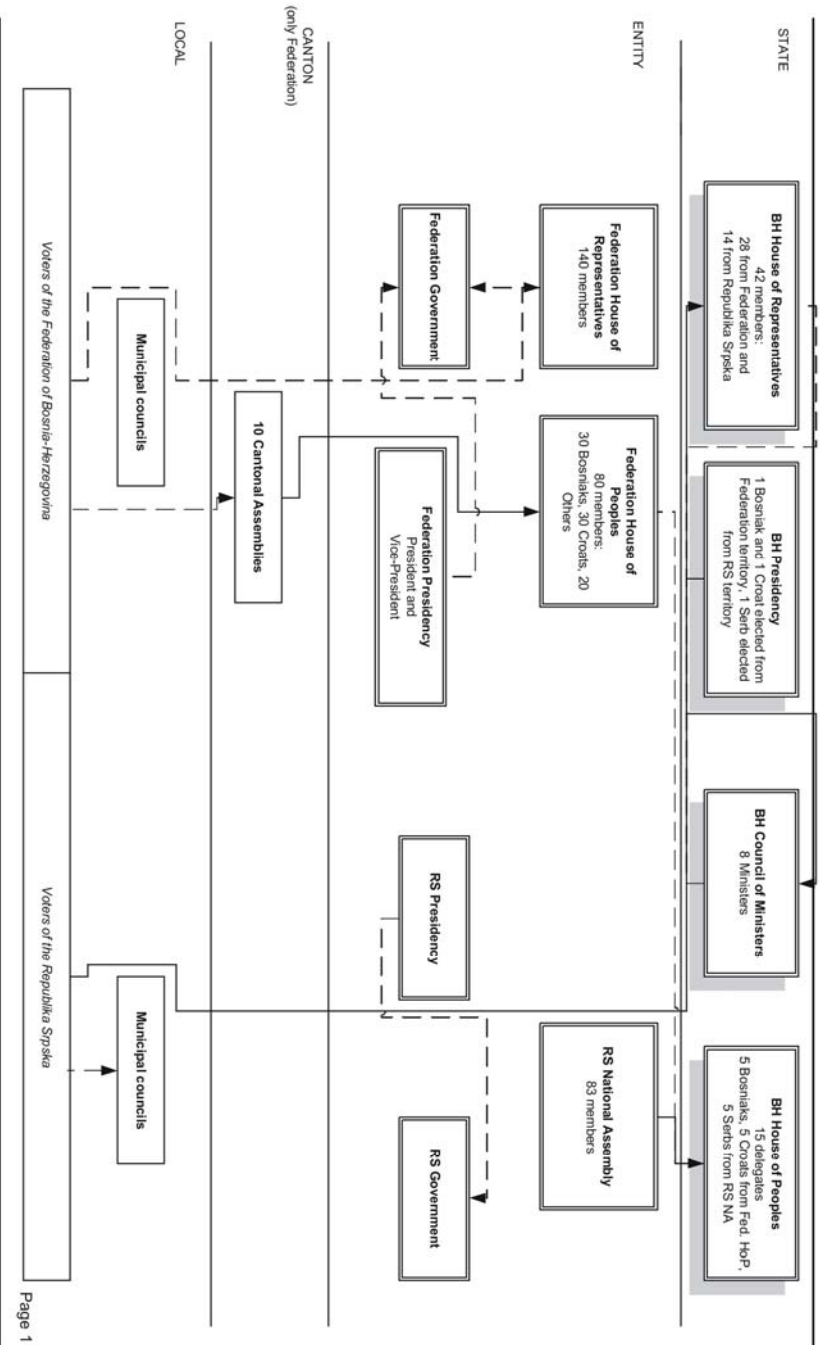 STATE
BH House of Representatives
42 members:
28 from Federation and
14 from Republika Srpska
BH Presidency
1 Bosniak and 1 Croat elected from
Federation territory, 1 Serb elected
from RS territory
BH Council of Ministers
8 Ministers
BH House of Peoples
15 delegates
5 Bosniaks, 5 Croats from Fed. HoP,
5 Serbs from RS NA
ENTITY
Federation House of
Representatives
140 members
Federation House of
Peoples
80 members:
30 Bosniaks, 30 Croats, 20
Others
RS National Assembly
83 members
Federation Government
Federation Presidency
President and
Vice-President
RS Presidency
RS Government
CANTON
(only Federation)
10 Cantonal Assemblies
LOCAL
Municipal councils
Municipal councils
Voters of the Federation of Bosnia-Herzegovina
Voters of the Republika Srpska
Page 1